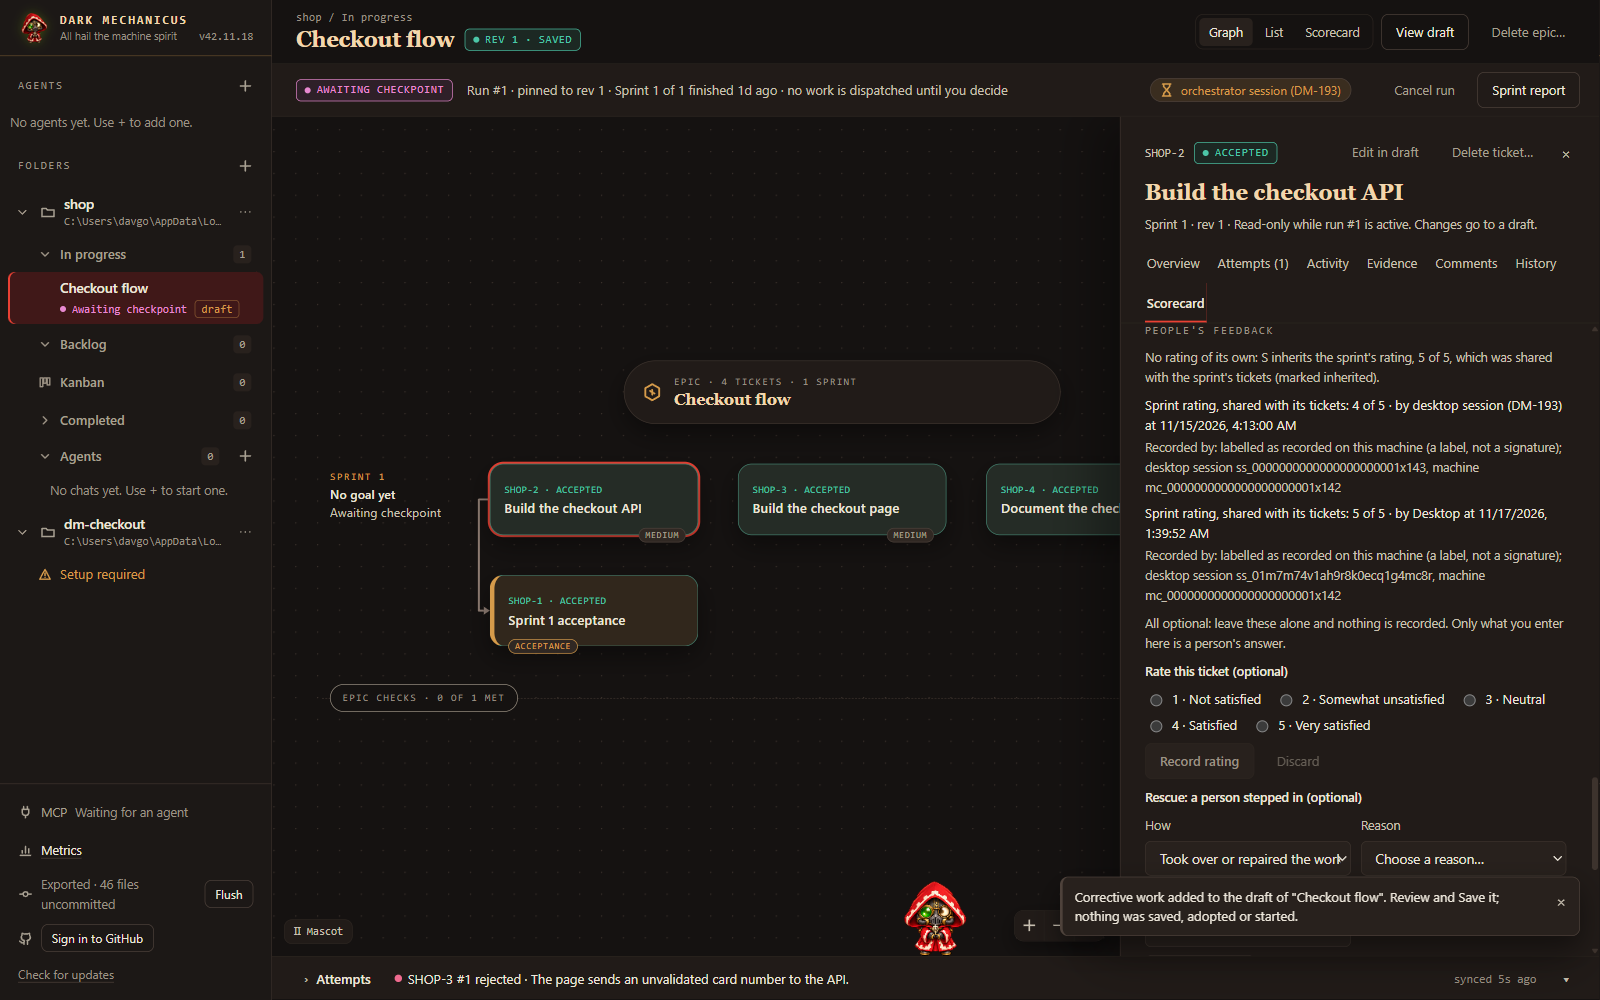 DARK MECHANICUS
All hail the machine spirit v42.11.18
AGENTS
No agents yet. Use + to add one.
FOLDERS
shop
C:\Users\davgo\AppData\Lo…
In progress 1
Checkout flow
Awaiting checkpoint draft
Backlog 0
Kanban 0
Completed 0
Agents 0
No chats yet. Use + to start one.
dm-checkout
C:\Users\davgo\AppData\Lo…
Setup required
MCP Waiting for an agent
Metrics
Exported · 46 files
uncommitted
Flush
Sign in to GitHub
Check for updates
shop / In progress
Checkout flow
REV 1 · SAVED
Graph List Scorecard
View draft
Delete epic...
AWAITING CHECKPOINT
Run #1 · pinned to rev 1 · Sprint 1 of 1 finished 1d ago · no work is dispatched until you decide
orchestrator session (DM-193)
Cancel run
Sprint report
EPIC · 4 TICKETS · 1 SPRINT
Checkout flow
SPRINT 1
No goal yet
Awaiting checkpoint
SHOP-2 · ACCEPTED
Build the checkout API
MEDIUM
SHOP-3 · ACCEPTED
Build the checkout page
MEDIUM
SHOP-4 · ACCEPTED
Document the chec
SHOP-1 · ACCEPTED
Sprint 1 acceptance
ACCEPTANCE
EPIC CHECKS · 0 OF 1 MET
Mascot
SHOP-2 ACCEPTED
Edit in draft
Delete ticket...
Build the checkout API
Sprint 1 · rev 1 · Read-only while run #1 is active. Changes go to a draft.
Overview Attempts (1) Activity Evidence Comments History
Scorecard
PEOPLE'S FEEDBACK
No rating of its own: S inherits the sprint's rating, 5 of 5, which was shared
with the sprint's tickets (marked inherited).
Sprint rating, shared with its tickets: 4 of 5 · by desktop session (DM-193)
at 11/15/2026, 4:13:00 AM
Recorded by: labelled as recorded on this machine (a label, not a signature);
desktop session ss_0000000000000000000001x143, machine
mc_0000000000000000000001x142
Sprint rating, shared with its tickets: 5 of 5 · by Desktop at 11/17/2026,
1:39:52 AM
Recorded by: labelled as recorded on this machine (a label, not a signature);
desktop session ss_01m7m74v1ah9r8k0ecq1g4mc8r, machine
mc_0000000000000000000001x142
All optional: leave these alone and nothing is recorded. Only what you enter
here is a person's answer.
Rate this ticket (optional)
1 · Not satisfied 2 · Somewhat unsatisfied 3 · Neutral
4 · Satisfied 5 · Very satisfied
Record rating Discard
Rescue: a person stepped in (optional)
How Reason
Took over or repaired the work Choose a reason...
Corrective work added to the draft of "Checkout flow". Review and Save it;
nothing was saved, adopted or started.
Attempts
SHOP-3 #1 rejected · The page sends an unvalidated card number to the API.
synced 5s ago